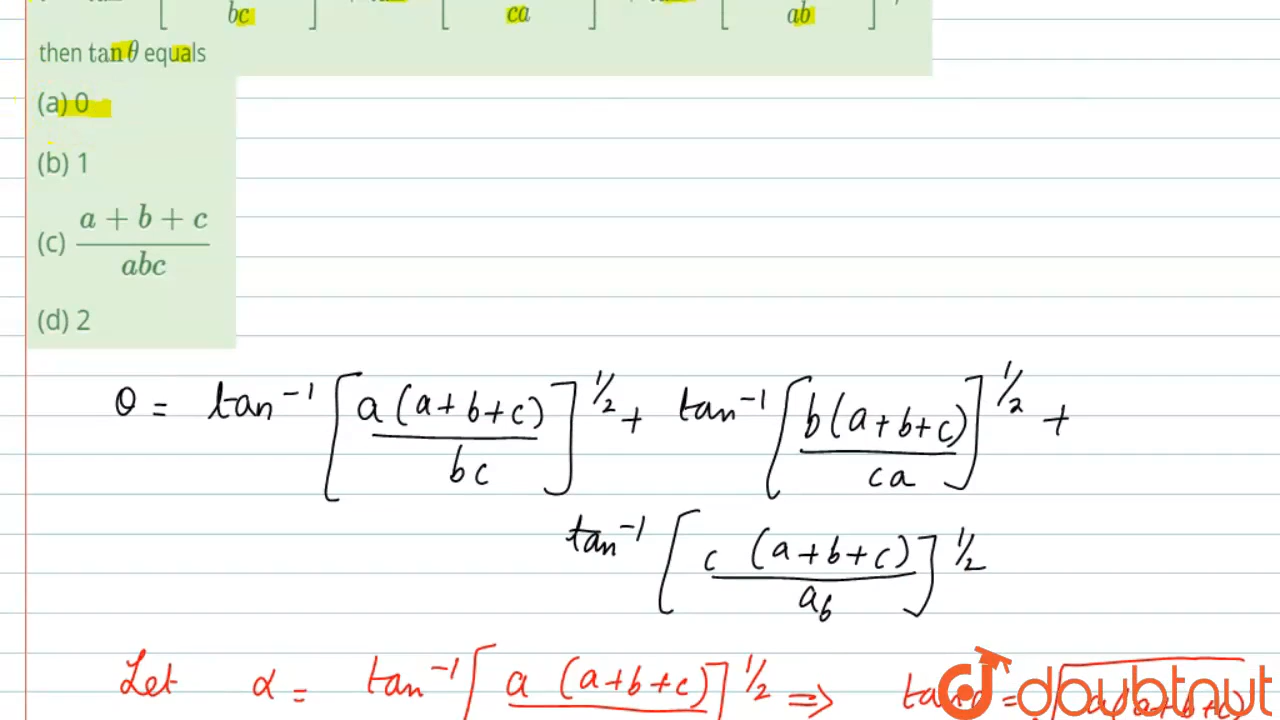 bc ca ab
then tan θ equals
(a) 0
(b) 1
(c) a + b + c / abc
(d) 2
θ = tan⁻¹ [a(a+b+c) / bc]^1/2 + tan⁻¹ [b(a+b+c) / ca]^1/2 +
tan⁻¹ [c (a+b+c) / ab]^1/2
Let α = tan⁻¹ [a (a+b+c)]^1/2 ⇒ tan = √a(a+b+c)
doubtnut